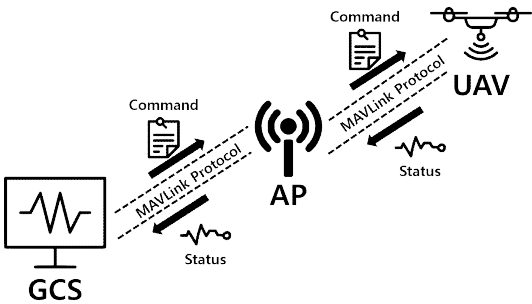 Command
UAV
MAVLink Protocol
Status
Command
AP
MAVLink Protocol
Status
GCS